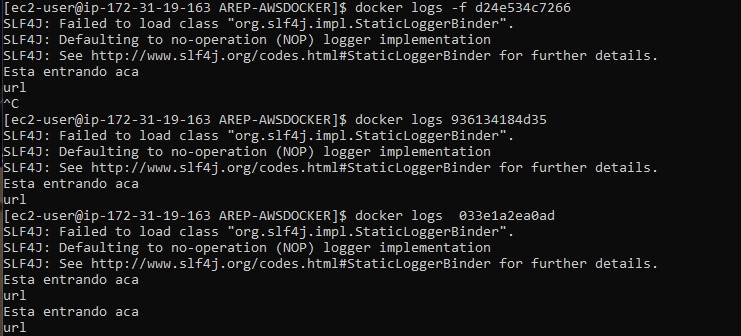 [ec2-user@ip-172-31-19-163 AREP-AWSDOCKER]$ docker logs -f d24e534c7266
SLF4J: Failed to load class "org.slf4j.impl.StaticLoggerBinder".
SLF4J: Defaulting to no-operation (NOP) logger implementation
SLF4J: See http://www.slf4j.org/codes.html#StaticLoggerBinder for further details.
Esta entrando aca
url
^C
[ec2-user@ip-172-31-19-163 AREP-AWSDOCKER]$ docker logs 936134184d35
SLF4J: Failed to load class "org.slf4j.impl.StaticLoggerBinder".
SLF4J: Defaulting to no-operation (NOP) logger implementation
SLF4J: See http://www.slf4j.org/codes.html#StaticLoggerBinder for further details.
Esta entrando aca
url
[ec2-user@ip-172-31-19-163 AREP-AWSDOCKER]$ docker logs  033e1a2ea0ad
SLF4J: Failed to load class "org.slf4j.impl.StaticLoggerBinder".
SLF4J: Defaulting to no-operation (NOP) logger implementation
SLF4J: See http://www.slf4j.org/codes.html#StaticLoggerBinder for further details.
Esta entrando aca
url
Esta entrando aca
url